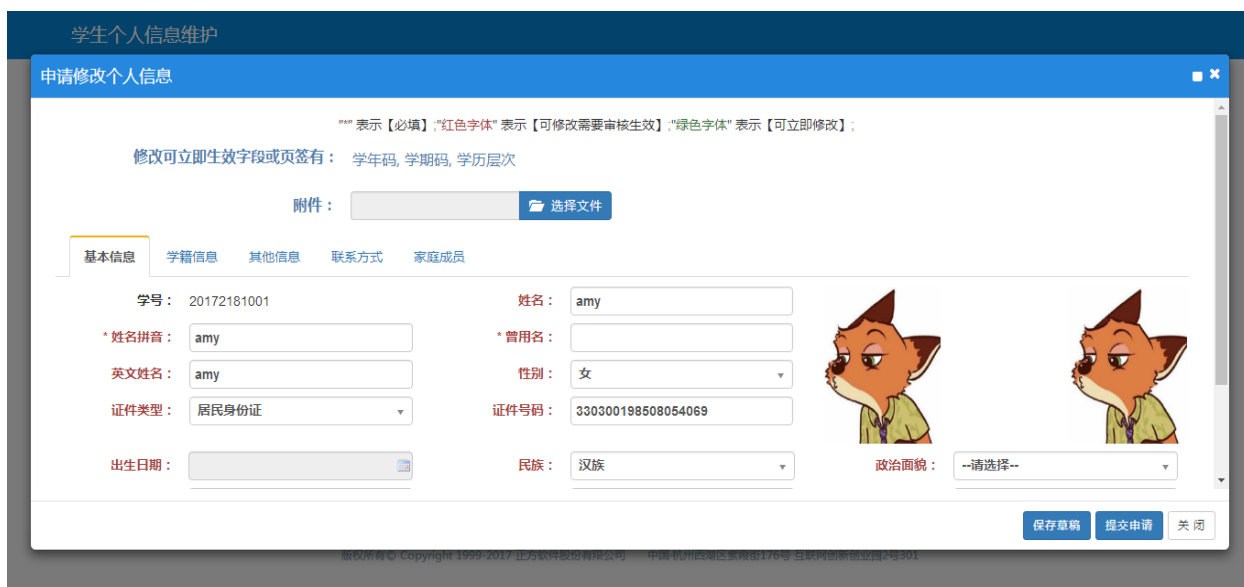 学生个人信息维护
申请修改个人信息
"*" 表示【必填】;"红色字体" 表示【可修改需要审核生效】;"绿色字体" 表示【可立即修改】;
修改可立即生效字段或页签有： 学年码, 学期码, 学历层次
附件： 选择文件
基本信息 学籍信息 其他信息 联系方式 家庭成员
学号： 20172181001 姓名： amy
* 姓名拼音： amy * 曾用名：
英文姓名： amy 性别： 女
证件类型： 居民身份证 证件号码： 330300198508054069
出生日期： 民族： 汉族 政治面貌： --请选择--
保存草稿 提交申请 关 闭
版权所有© Copyright 1999-2017 正方软件股份有限公司 中国·杭州西湖区紫霞街176号 互联网创新创业园2号301